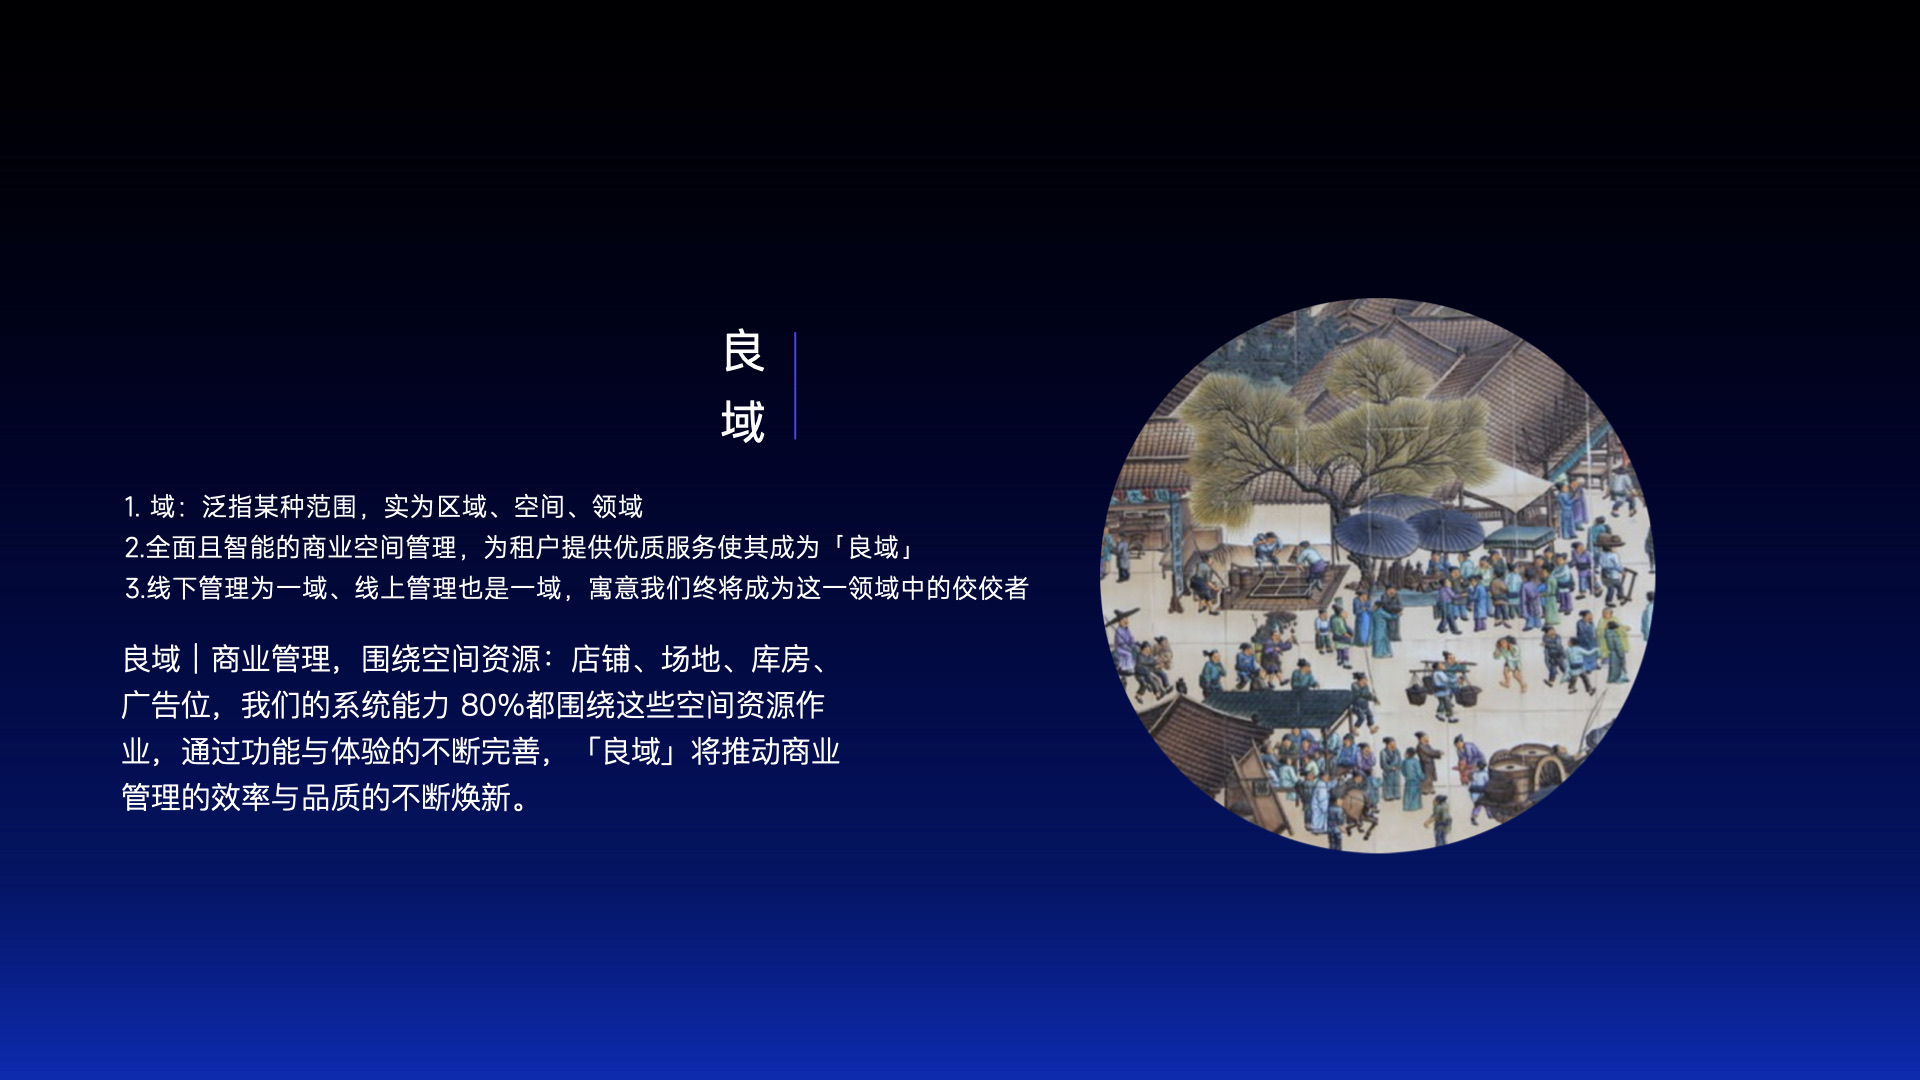 良
域
1. 域：泛指某种范围，实为区域、空间、领域
2.全面且智能的商业空间管理，为租户提供优质服务使其成为「良域」
3.线下管理为一域、线上管理也是一域，寓意我们终将成为这一领域中的佼佼者
良域｜商业管理，围绕空间资源：店铺、场地、库房、
广告位，我们的系统能力 80%都围绕这些空间资源作
业，通过功能与体验的不断完善，「良域」将推动商业
管理的效率与品质的不断焕新。